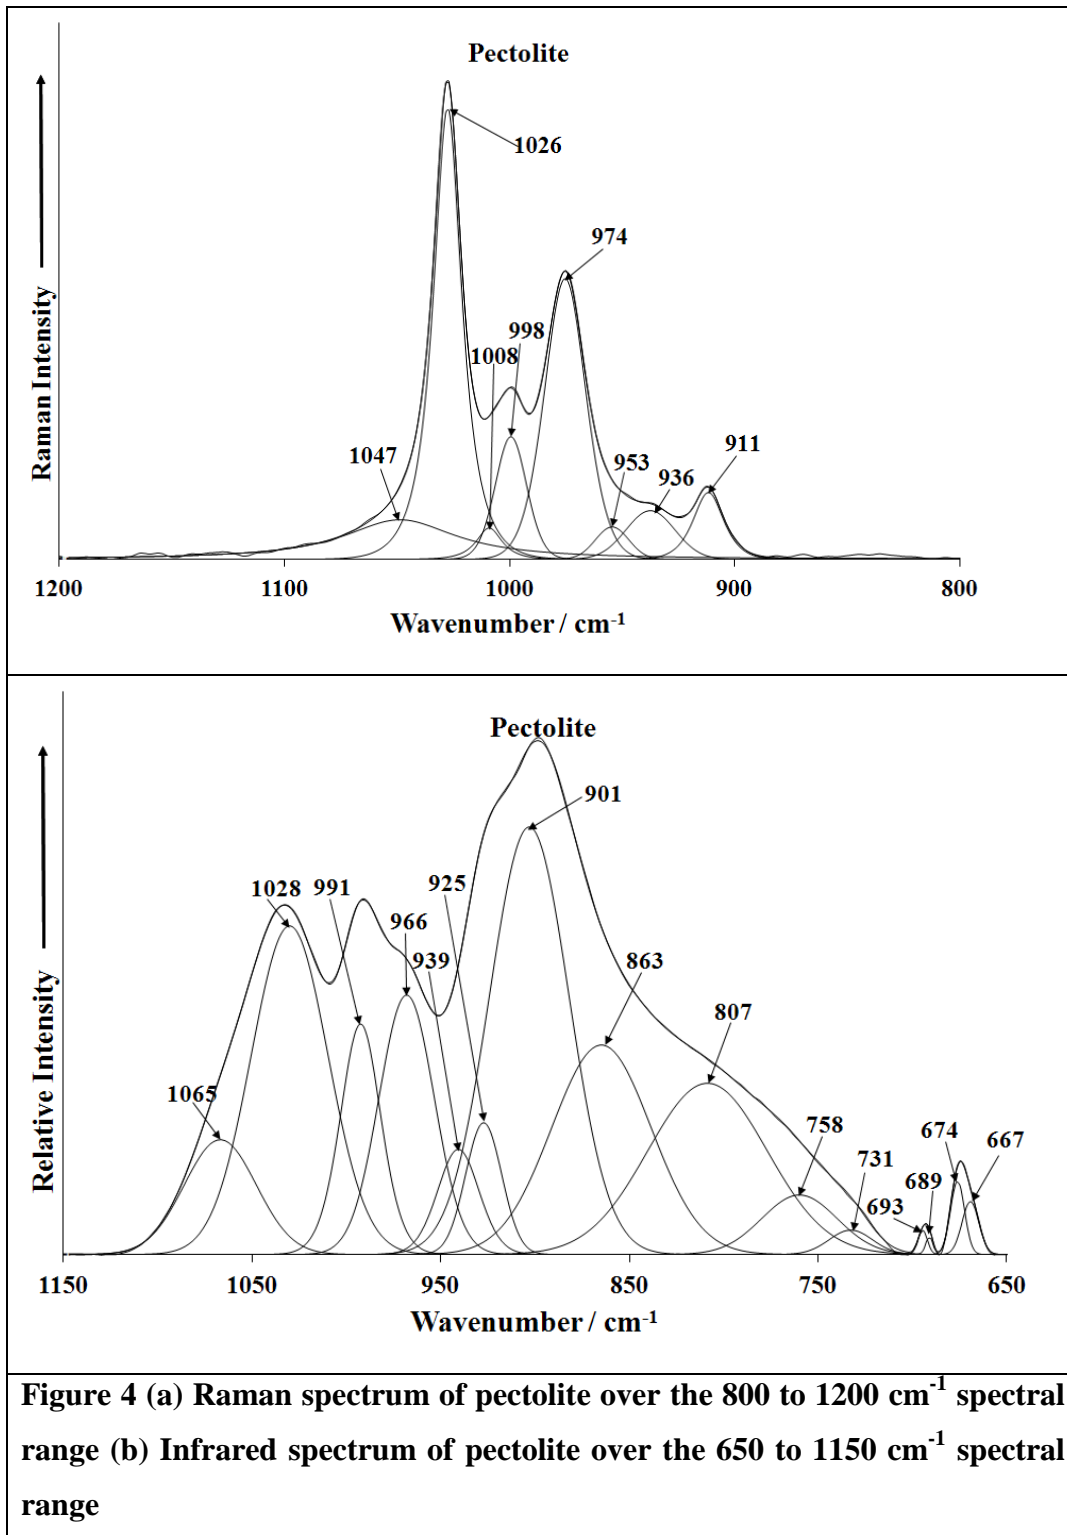 Pectolite
1026
974
998
1008
1047
953
936
911
Raman Intensity
1200 1100 1000 900 800
Wavenumber / cm-1
Pectolite
901
925
1028 991
966
939
863
807
1065
758
731
674
667
689
693
Relative Intensity
1150 1050 950 850 750 650
Wavenumber / cm-1
Figure 4 (a) Raman spectrum of pectolite over the 800 to 1200 cm-1 spectral
range (b) Infrared spectrum of pectolite over the 650 to 1150 cm-1 spectral
range